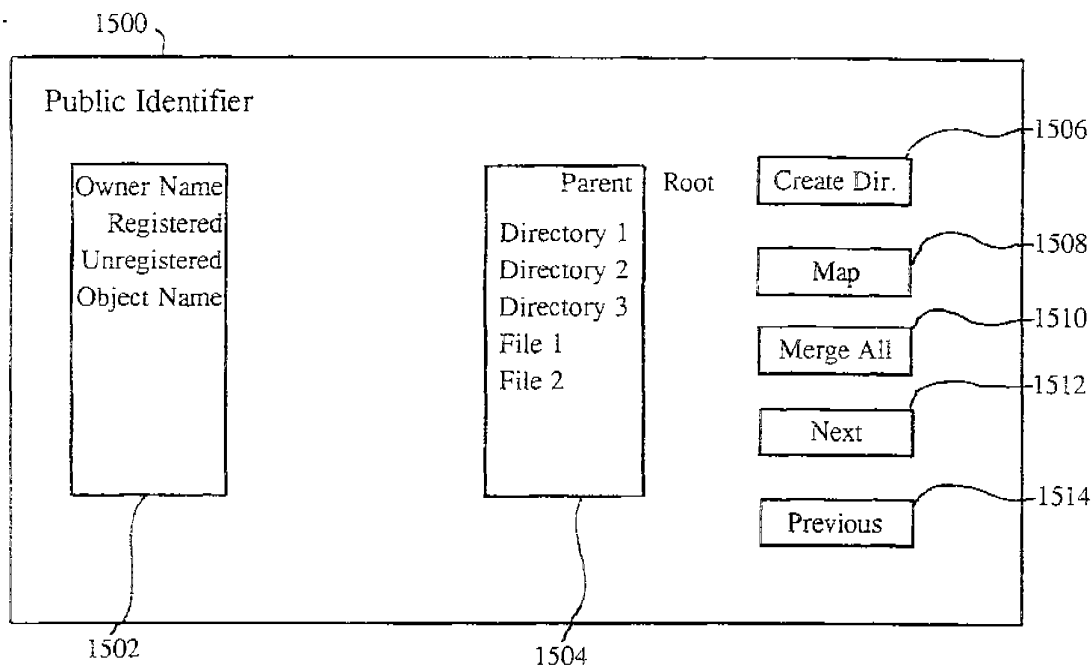 1500
Public Identifier
1506
Owner Name
Registered
Unregistered
Object Name
Parent Root
Directory 1
Directory 2
Directory 3
File 1
File 2
Create Dir.
1508
Map
1510
Merge All
1512
Next
1514
Previous
1502
1504